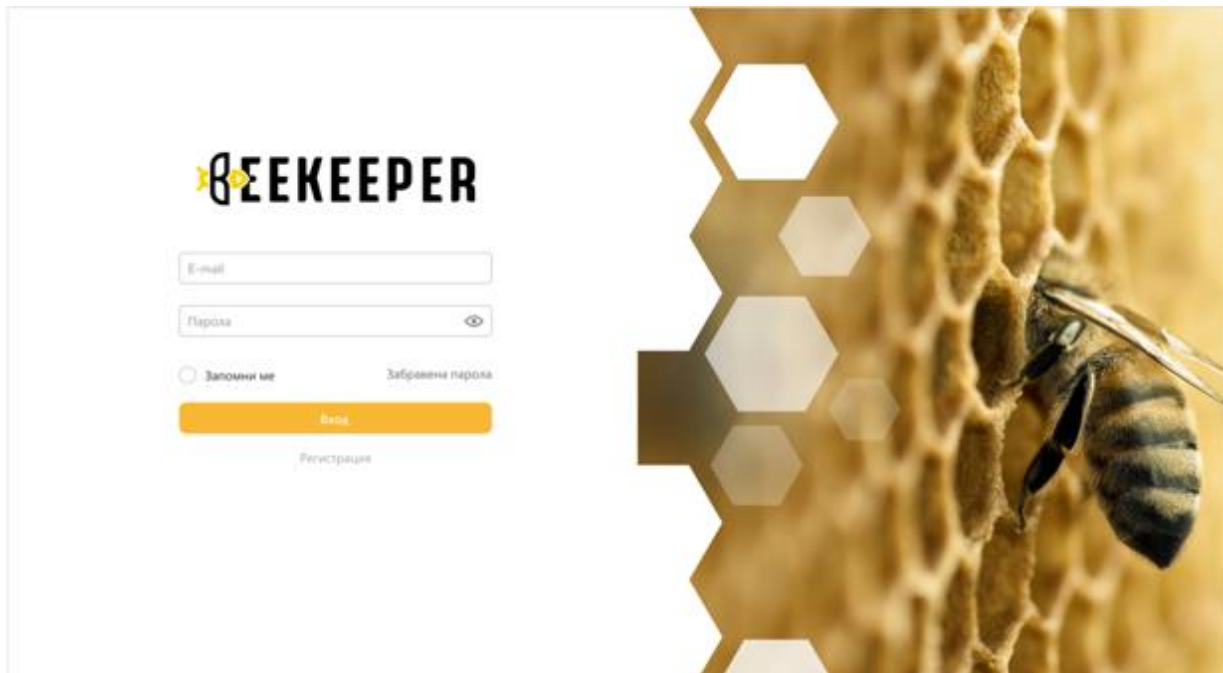 BEEKEEPER
E-mail
Парола
Запомни ме
Забравена парола
Вход
Регистрация